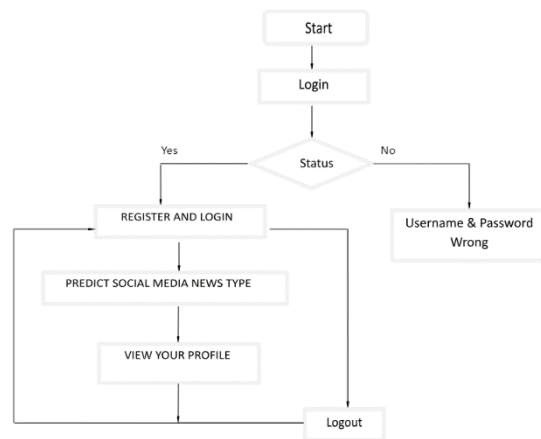 Start
Login
Yes
No
Status
REGISTER AND LOGIN
Username & Password
Wrong
PREDICT SOCIAL MEDIA NEWS TYPE
VIEW YOUR PROFILE
Logout